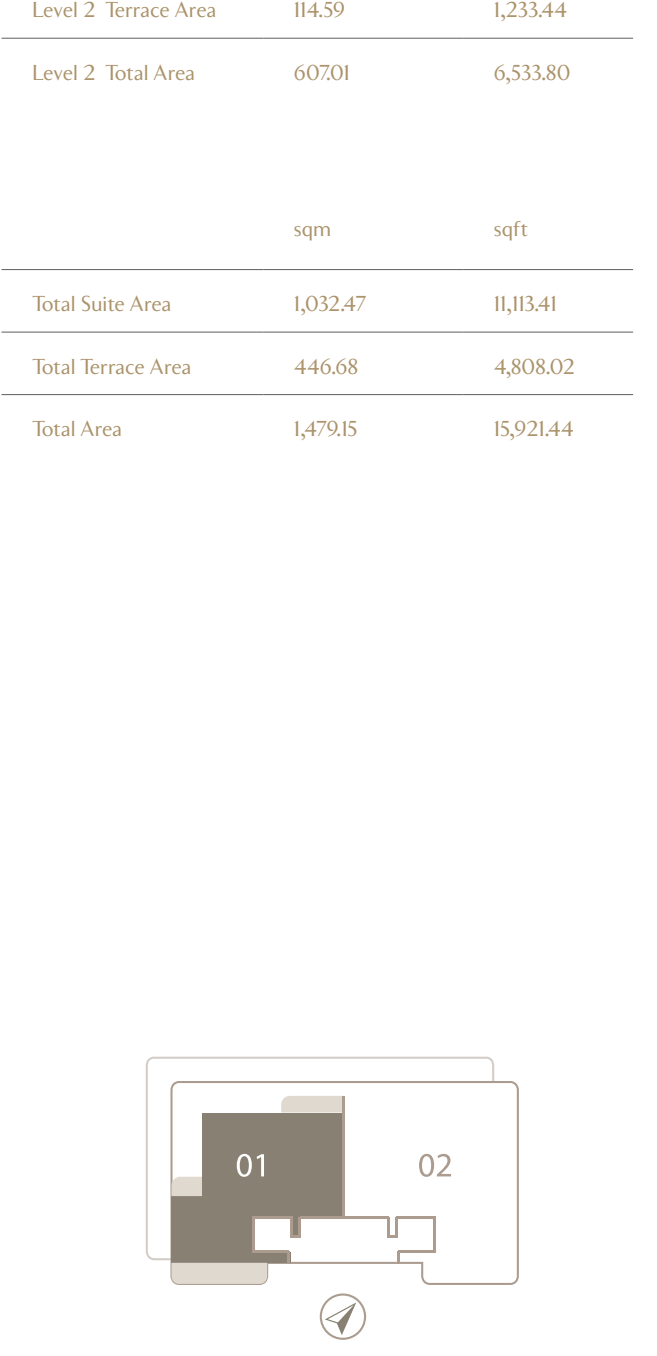 Level 2 Terrace Area 114.59 1,233.44
Level 2 Total Area 607.01 6,533.80
sqm sqft
Total Suite Area 1,032.47 11,113.41
Total Terrace Area 446.68 4,808.02
Total Area 1,479.15 15,921.44
01 02